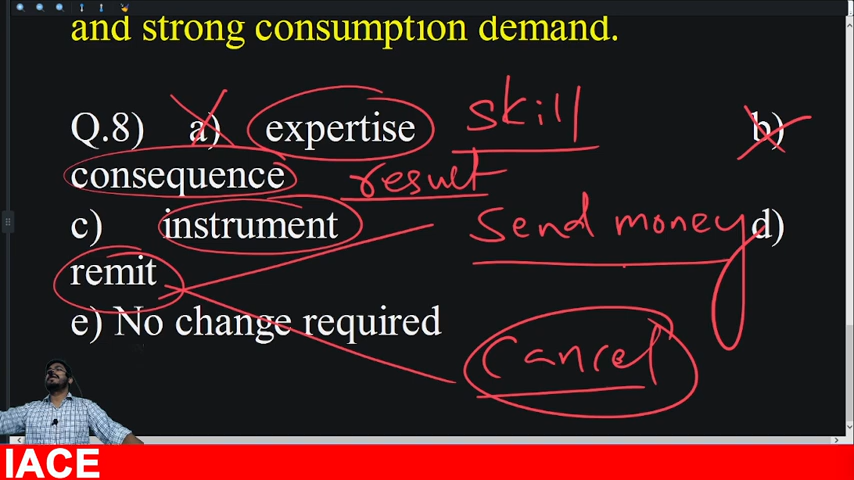 and strong consumption demand.
Q.8) a) expertise skill b)
consequence result
c) instrument Send money d)
remit
e) No change required
Cancel
IACE